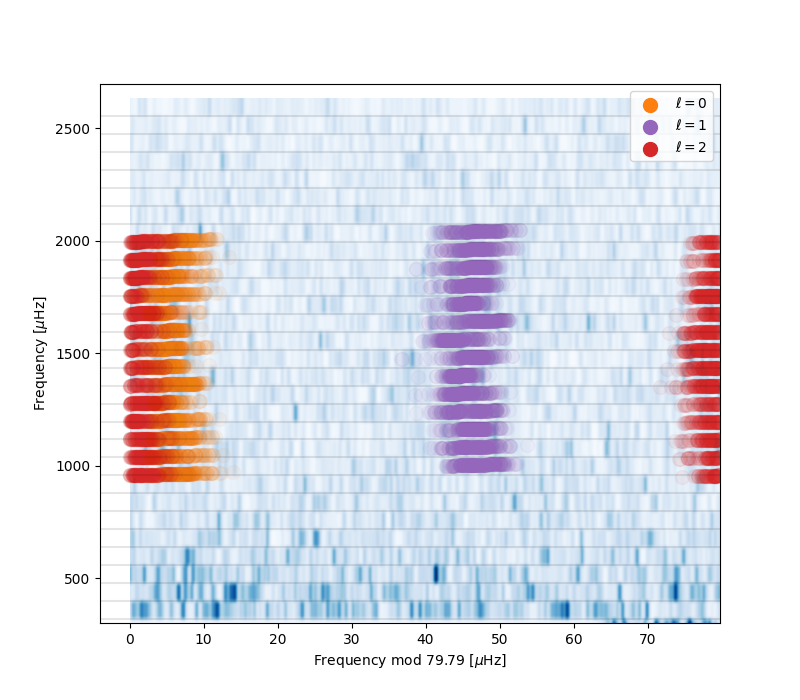 ℓ = 0
ℓ = 1
ℓ = 2
2500
2000
1500
1000
500
Frequency [μHz]
0 10 20 30 40 50 60 70
Frequency mod 79.79 [μHz]